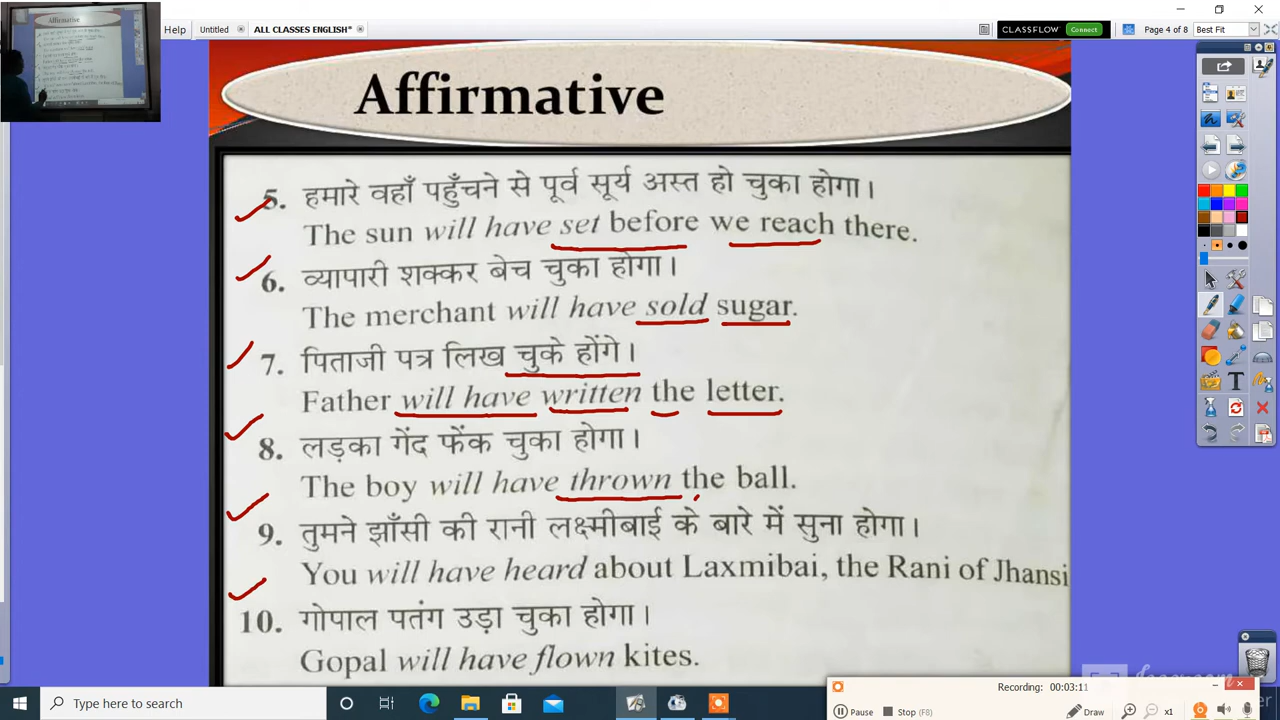 Help
Untitled
ALL CLASSES ENGLISH*
CLASSFLOW
Connect
Page 4 of 8
Best Fit
Affirmative
5. हमारे वहाँ पहुँचने से पूर्व सूर्य अस्त हो चुका होगा।
The sun will have set before we reach there.
6. व्यापारी शक्कर बेच चुका होगा।
The merchant will have sold sugar.
7. पिताजी पत्र लिख चुके होंगे।
Father will have written the letter.
8. लड़का गेंद फेंक चुका होगा।
The boy will have thrown the ball.
9. तुमने झाँसी की रानी लक्ष्मीबाई के बारे में सुना होगा।
You will have heard about Laxmibai, the Rani of Jhansi
10. गोपाल पतंग उड़ा चुका होगा।
Gopal will have flown kites.
Type here to search
Recording: 00:03:11
Pause
Stop (F8)
Draw
x1